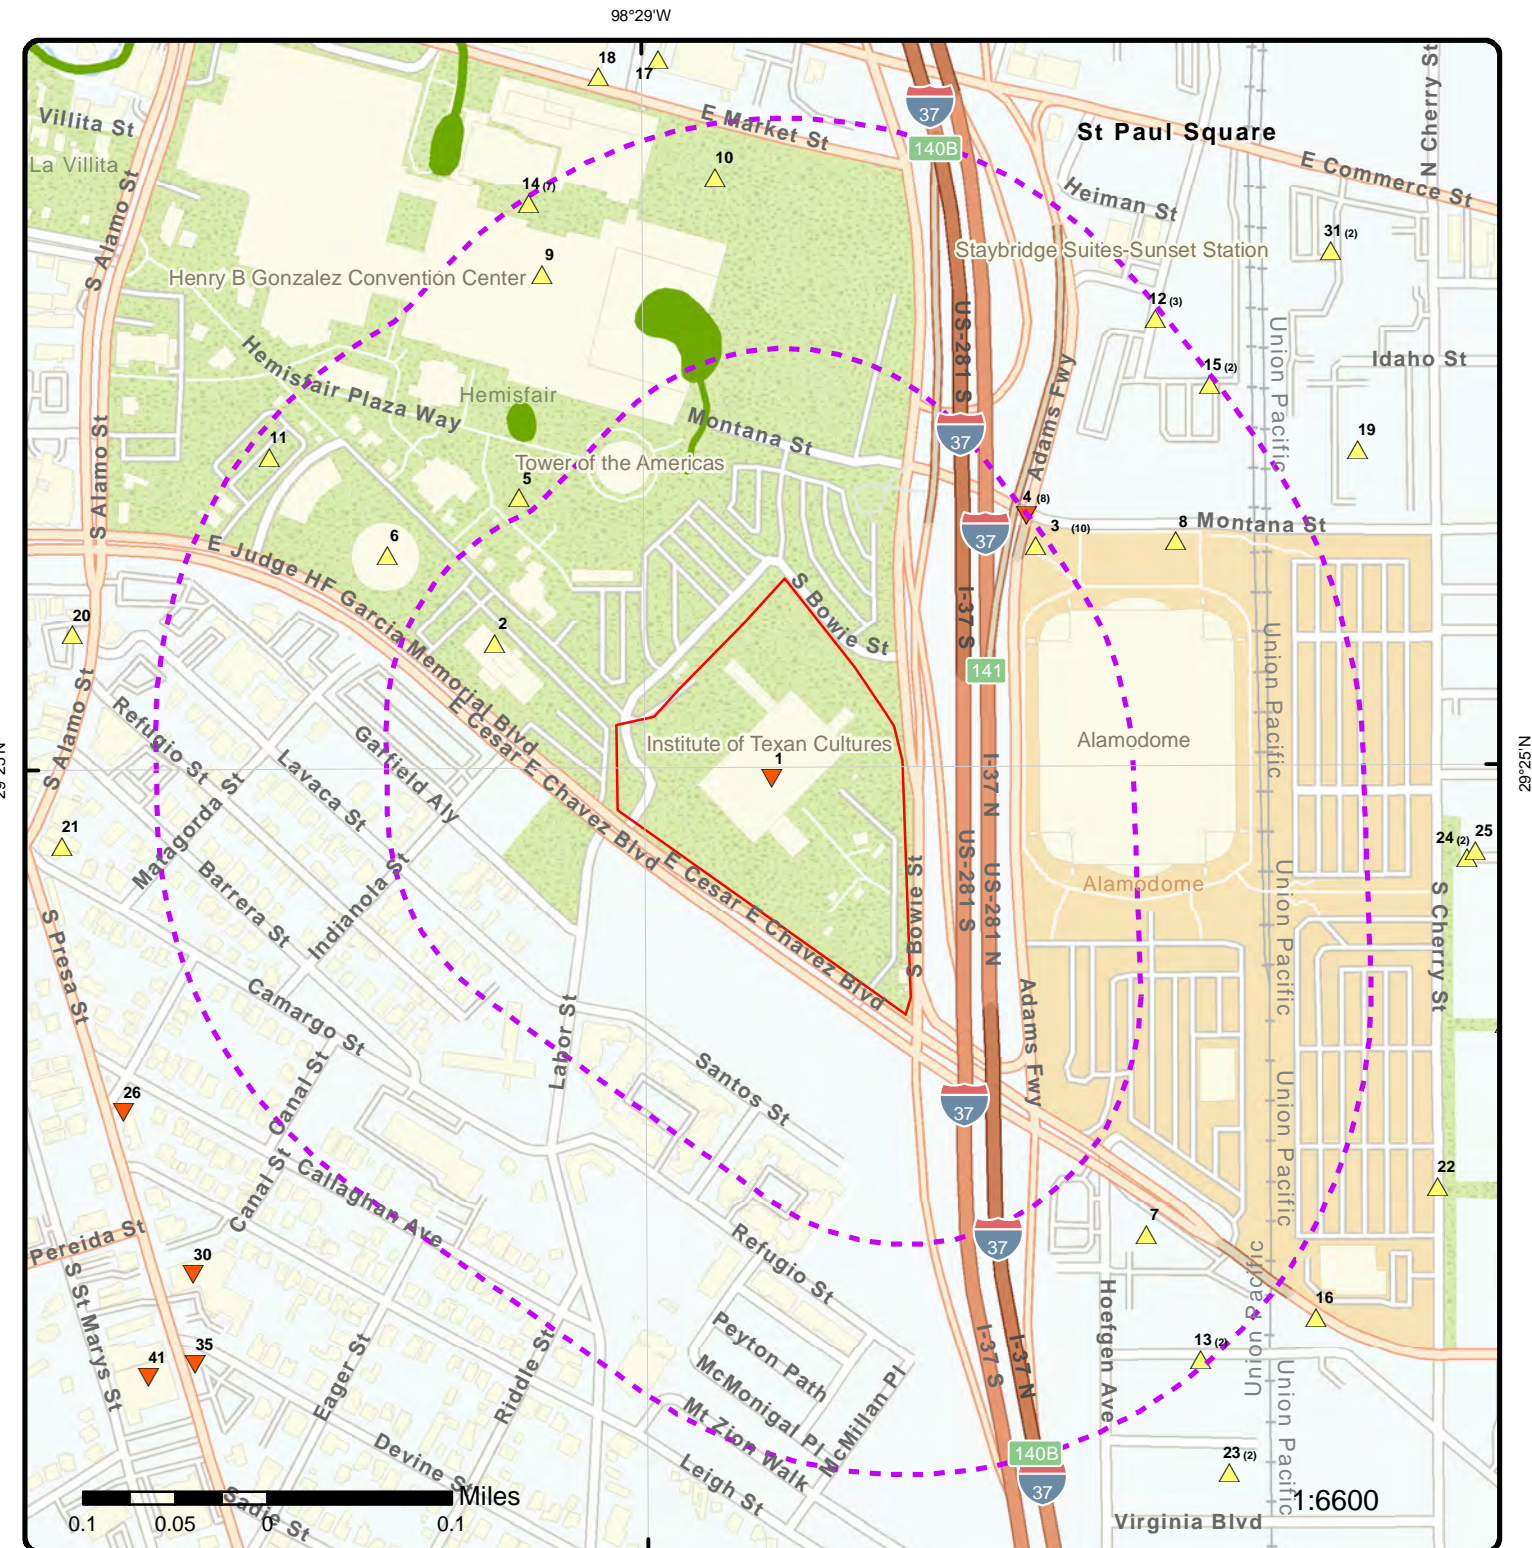 98°29'W
18
17
37
E Market St
140B
St Paul Square
N Cherry St
Villita St
La Villita
10
E Commerce St
14 (7)
Heiman St
S Alamo St
31 (2)
9
Staybridge Suites-Sunset Station
Henry B Gonzalez Convention Center
12 (3)
US-281 S
Union Pacific
Hemisfair Plaza Way
Idaho St
15 (2)
Hemisfair
Adams Fwy
Montana St
37
11
19
Tower of the Americas
S Alamo St
5
4 (8)
3 (10)
8
Montana St
37
6
E Judge HF Garcia Memorial Blvd
S Bowie St
I-37 S
20
2
Union Pacific
141
S Alamo St
Refugio St
E Cesar E Chavez Blvd
Garfield Aly
Institute of Texan Cultures
Alamodome
1
29°25'N
29°25'N
Lavaca St
I-37 N
Matagorda St
21
24 (2)
25
Barrera St
Indianola St
E Cesar E Chavez Blvd
S Bowie St
US-281 S
US-281 N
Alamodome
Union Pacific
S Cherry St
S Presa St
Camargo St
Labor St
Adams Fwy
Santos St
26
Canal St
37
Union Pacific
Canal St
Callaghan Ave
22
Pereida St
7
37
Refugio St
30
S St Marys St
Union Pacific
Hoefgen Ave
16
Peyton Path
I-37 S
I-37 N
13 (2)
35
41
Eager St
Riddle St
McMonigal Pl
McMillan Pl
Union Pacific
Mt Zion Walk
Devine St
Leigh St
140B
23 (2)
37
Sadie St
Miles
1:6600
0.1
0.05
0
0.1
Virginia Blvd